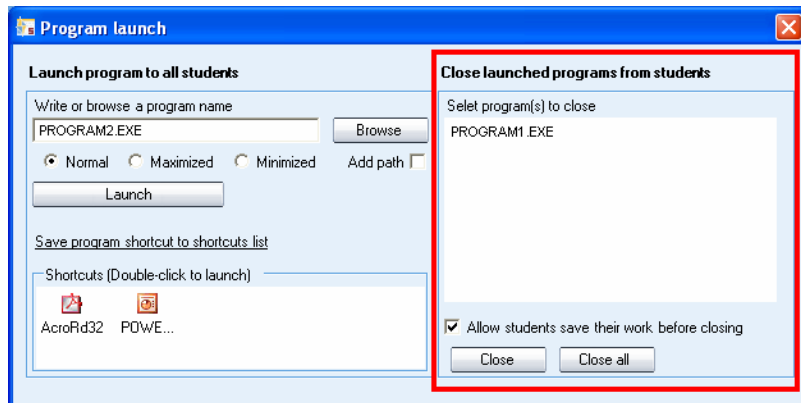 Program launch
Launch program to all students
Write or browse a program name
PROGRAM2.EXE
Browse
Normal Maximized Minimized Add path
Launch
Save program shortcut to shortcuts list
Shortcuts (Double-click to launch)
AcroRd32 POWE...
Close launched programs from students
Selet program(s) to close
PROGRAM1.EXE
Allow students save their work before closing
Close Close all